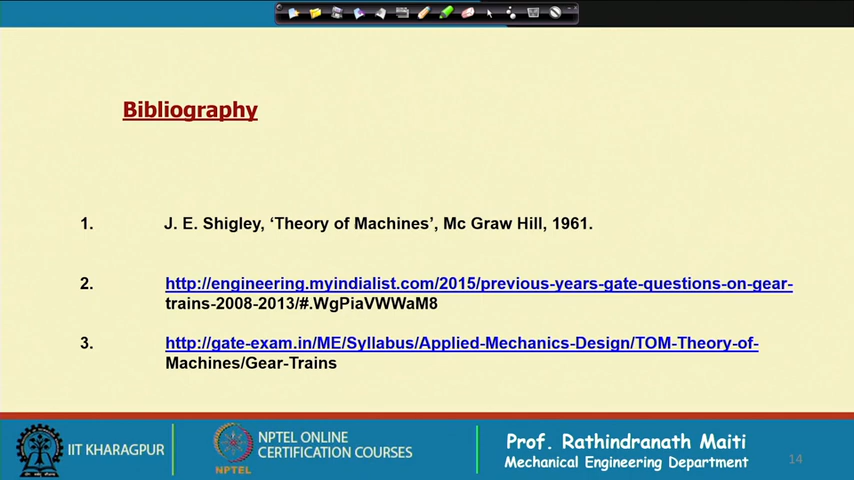 Bibliography
1. J. E. Shigley, ‘Theory of Machines’, Mc Graw Hill, 1961.
2. http://engineering.myindialist.com/2015/previous-years-gate-questions-on-gear-
trains-2008-2013/#.WgPiaVWWaM8
3. http://gate-exam.in/ME/Syllabus/Applied-Mechanics-Design/TOM-Theory-of-
Machines/Gear-Trains
IIT KHARAGPUR
NPTEL
NPTEL ONLINE
CERTIFICATION COURSES
Prof. Rathindranath Maiti
Mechanical Engineering Department
14